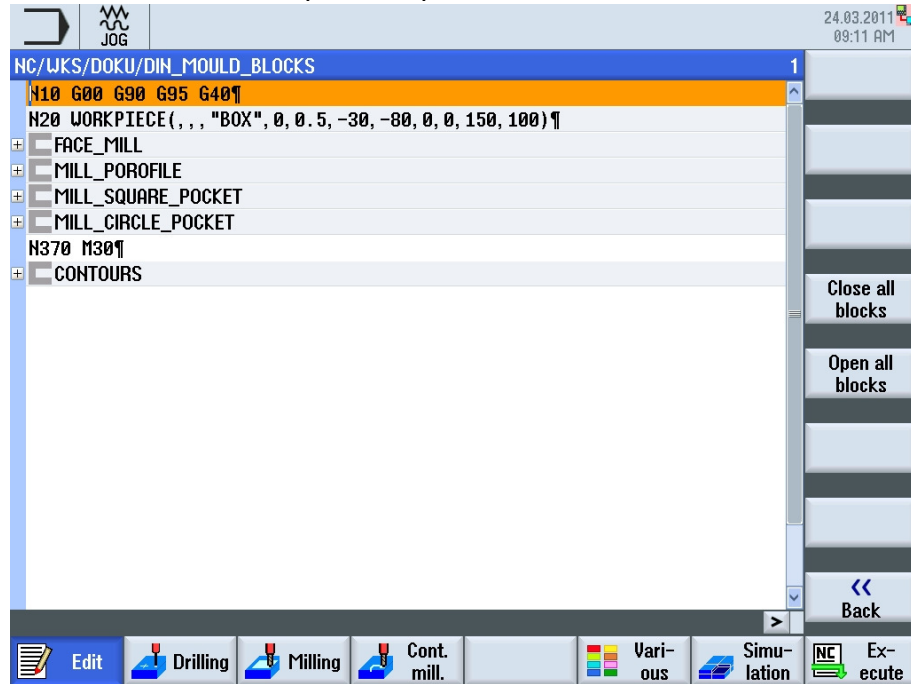 JOG
24.03.2011
09:11 AM
NC/WKS/DOKU/DIN_MOULD_BLOCKS 1
N10 G00 G90 G95 G40¶
N20 WORKPIECE(,,,"BOX",0,0.5,-30,-80,0,0,150,100)¶
FACE_MILL
MILL_POROFILE
MILL_SQUARE_POCKET
MILL_CIRCLE_POCKET
N370 M30¶
CONTOURS
Close all
blocks
Open all
blocks
<<
Back
>
Edit
Drilling
Milling
Cont.
mill.
Vari-
ous
Simu-
lation
NC
Ex-
ecute